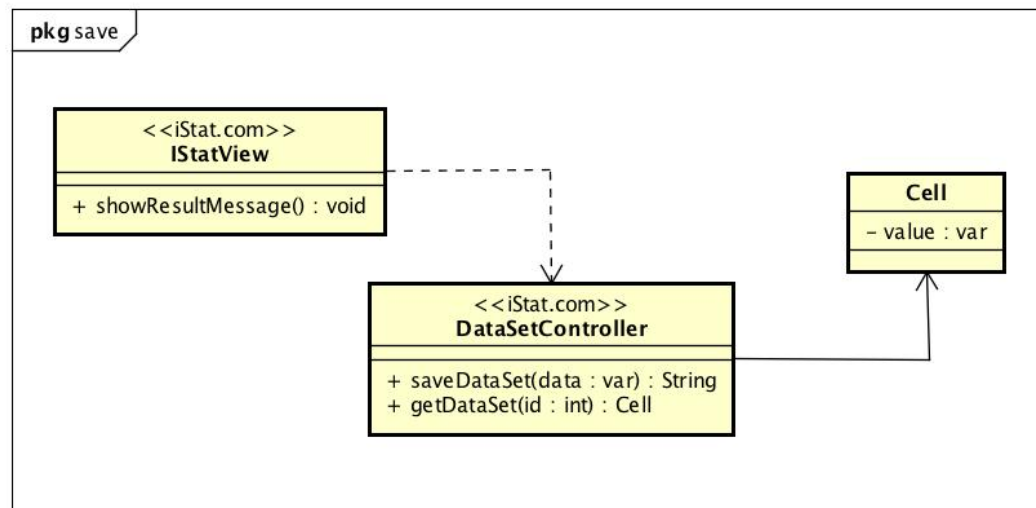 pkg save
<<iStat.com>>
IStatView
+ showResultMessage() : void
Cell
– value : var
<<iStat.com>>
DataSetController
+ saveDataSet(data : var) : String
+ getDataSet(id : int) : Cell